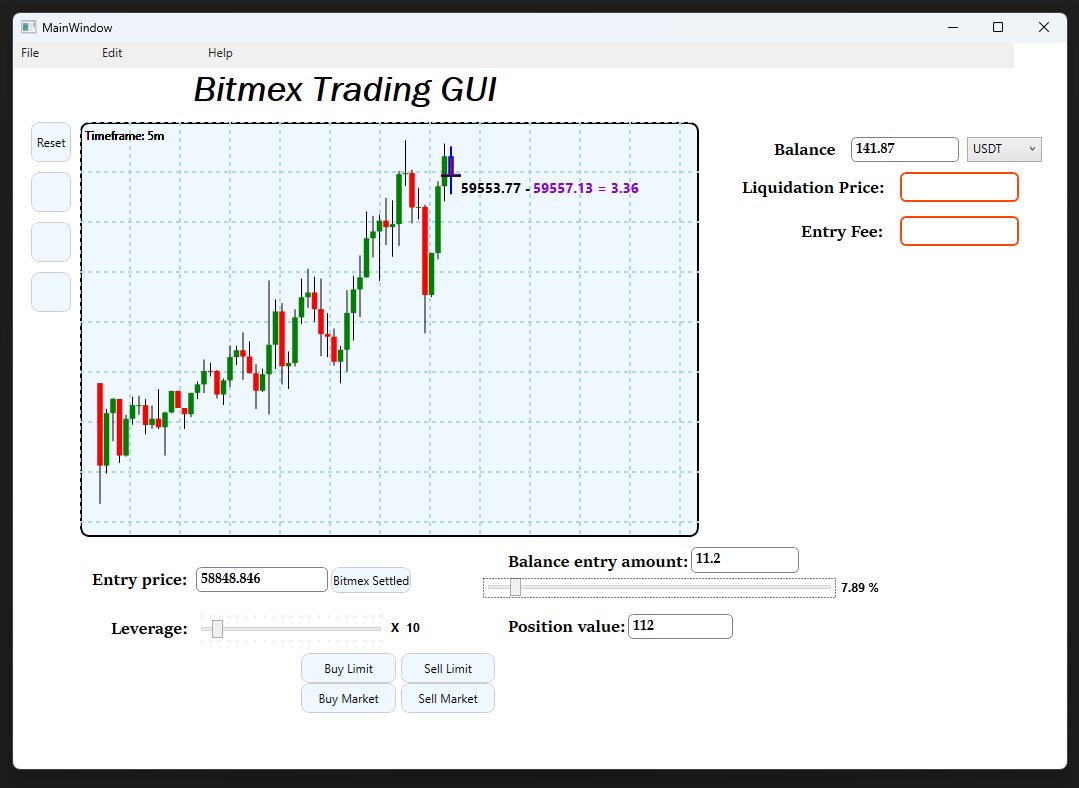 MainWindow
File Edit Help
Bitmex Trading GUI
Reset
Timeframe: 5m
59553.77 - 59557.13 = 3.36
Balance 141.87 USDT
Liquidation Price:
Entry Fee:
Balance entry amount: 11.2
Entry price: 58848.846 Bitmex Settled
7.89 %
Leverage: X 10
Position value: 112
Buy Limit Sell Limit
Buy Market Sell Market